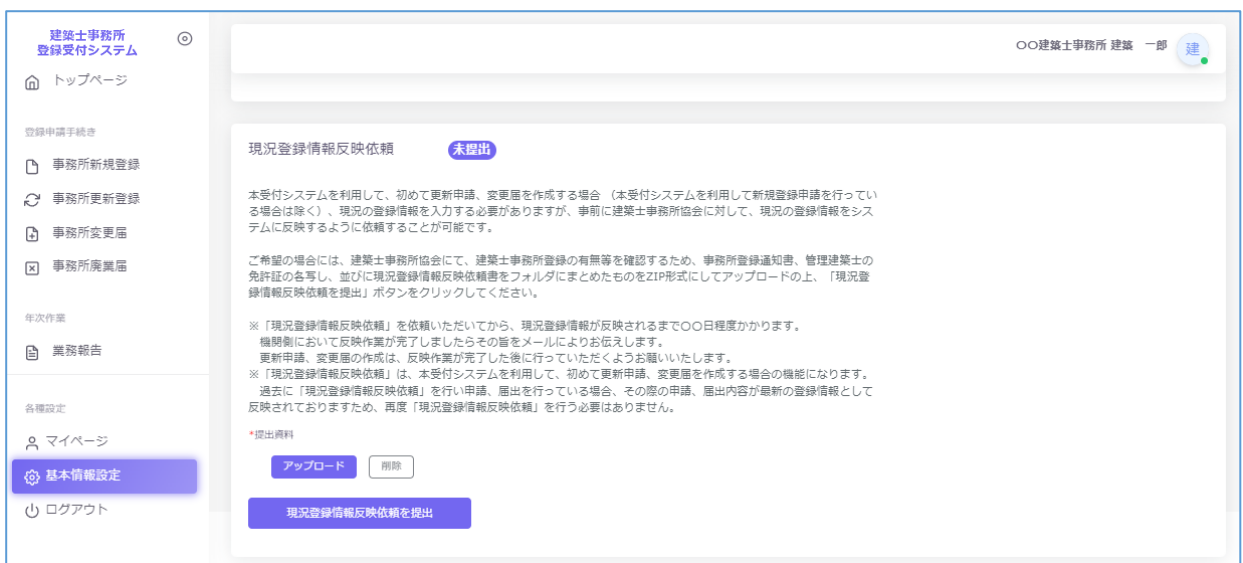 建築士事務所
登録受付システム
トップページ
登録申請手続き
事務所新規登録
事務所更新登録
事務所変更届
事務所廃業届
年次作業
業務報告
各種設定
マイページ
基本情報設定
ログアウト
〇〇建築士事務所 建築 一郎
建
現況登録情報反映依頼 未提出
本受付システムを利用して、初めて更新申請、変更届を作成する場合 （本受付システムを利用して新規登録申請を行ってい
る場合は除く）、現況の登録情報を入力する必要がありますが、事前に建築士事務所協会に対して、現況の登録情報をシス
テムに反映するように依頼することが可能です。
ご希望の場合には、建築士事務所協会にて、建築士事務所登録の有無等を確認するため、事務所登録通知書、管理建築士の
免許証の各写し、並びに現況登録情報反映依頼書をフォルダにまとめたものをZIP形式にしてアップロードの上、「現況登
録情報反映依頼を提出」ボタンをクリックしてください。
※「現況登録情報反映依頼」を依頼いただいてから、現況登録情報が反映されるまで〇〇日程度かかります。
機関側において反映作業が完了しましたらその旨をメールによりお伝えします。
更新申請、変更届の作成は、反映作業が完了した後に行っていただくようお願いいたします。
※「現況登録情報反映依頼」は、本受付システムを利用して、初めて更新申請、変更届を作成する場合の機能になります。
過去に「現況登録情報反映依頼」を行い申請、届出を行っている場合、その際の申請、届出内容が最新の登録情報として
反映されておりますため、再度「現況登録情報反映依頼」を行う必要はありません。
*提出資料
アップロード 削除
現況登録情報反映依頼を提出